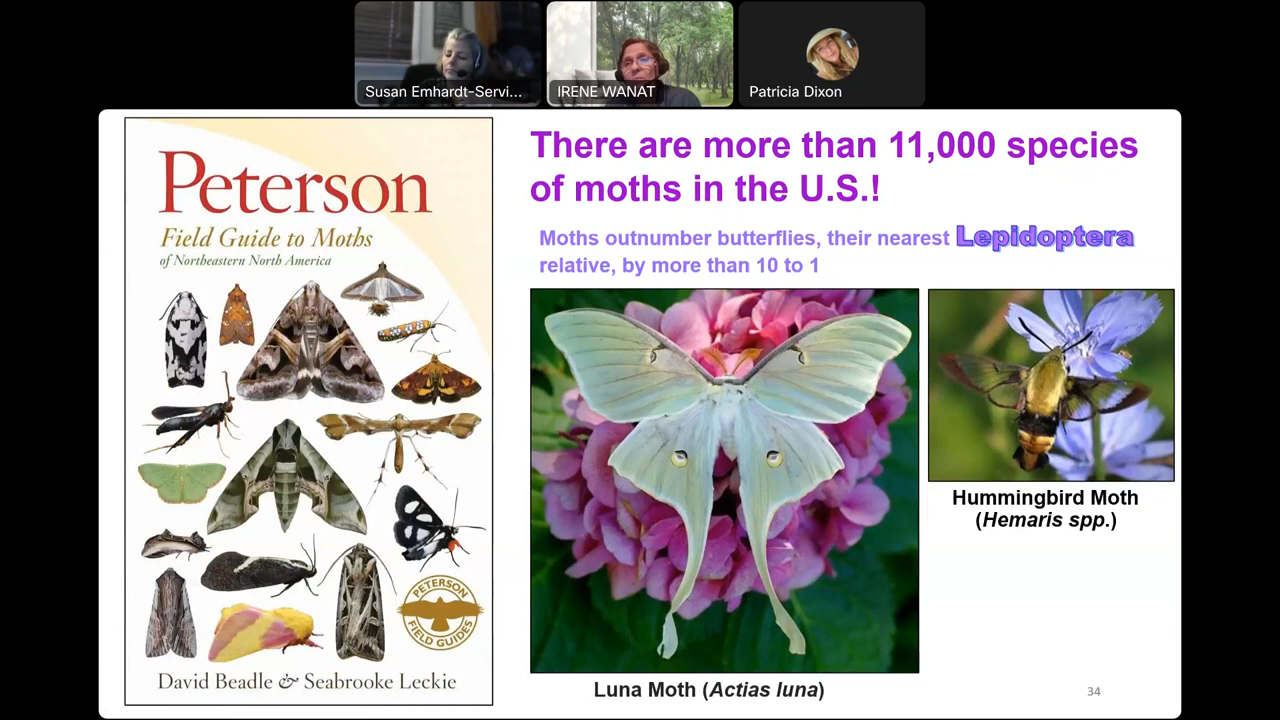 Susan Emhardt-Servi...
IRENE WANAT
Patricia Dixon
Peterson
Field Guide to Moths
of Northeastern North America
PETERSON
FIELD GUIDES
David Beadle & Seabrooke Leckie
There are more than 11,000 species
of moths in the U.S.!
Moths outnumber butterflies, their nearest Lepidoptera
relative, by more than 10 to 1
Luna Moth (Actias luna)
Hummingbird Moth
(Hemaris spp.)
34